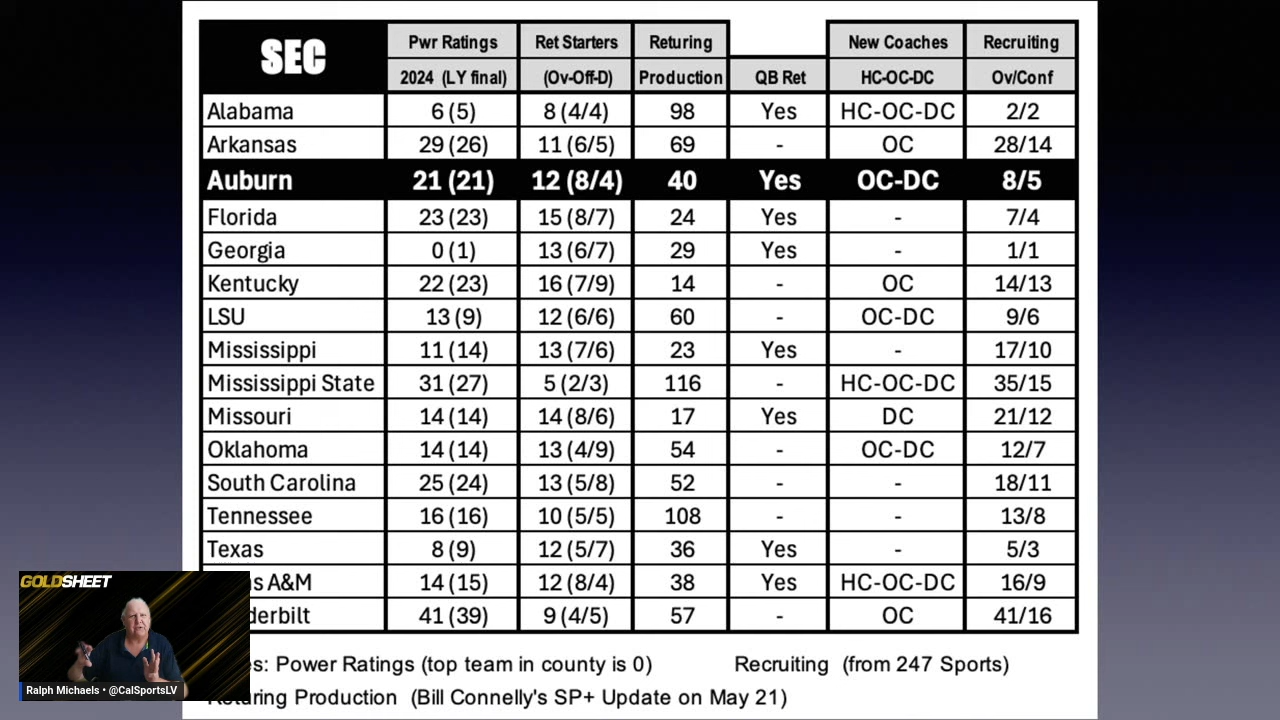 SEC Pwr Ratings Ret Starters Returing New Coaches Recruiting
2024 (LY final) (Ov-Off-D) Production QB Ret HC-OC-DC Ov/Conf
Alabama 6 (5) 8 (4/4) 98 Yes HC-OC-DC 2/2
Arkansas 29 (26) 11 (6/5) 69 - OC 28/14
Auburn 21 (21) 12 (8/4) 40 Yes OC-DC 8/5
Florida 23 (23) 15 (8/7) 24 Yes - 7/4
Georgia 0 (1) 13 (6/7) 29 Yes - 1/1
Kentucky 22 (23) 16 (7/9) 14 - OC 14/13
LSU 13 (9) 12 (6/6) 60 - OC-DC 9/6
Mississippi 11 (14) 13 (7/6) 23 Yes - 17/10
Mississippi State 31 (27) 5 (2/3) 116 - HC-OC-DC 35/15
Missouri 14 (14) 14 (8/6) 17 Yes DC 21/12
Oklahoma 14 (14) 13 (4/9) 54 - OC-DC 12/7
South Carolina 25 (24) 13 (5/8) 52 - - 18/11
Tennessee 16 (16) 10 (5/5) 108 - - 13/8
Texas 8 (9) 12 (5/7) 36 Yes - 5/3
A&M 14 (15) 12 (8/4) 38 Yes HC-OC-DC 16/9
41 (39) 9 (4/5) 57 - OC 41/16
Power Ratings (top team in county is 0) Recruiting (from 247 Sports)
Production (Bill Connelly's SP+ Update on May 21)
GOLDSHEET
Ralph Michaels • @CalSportsLV